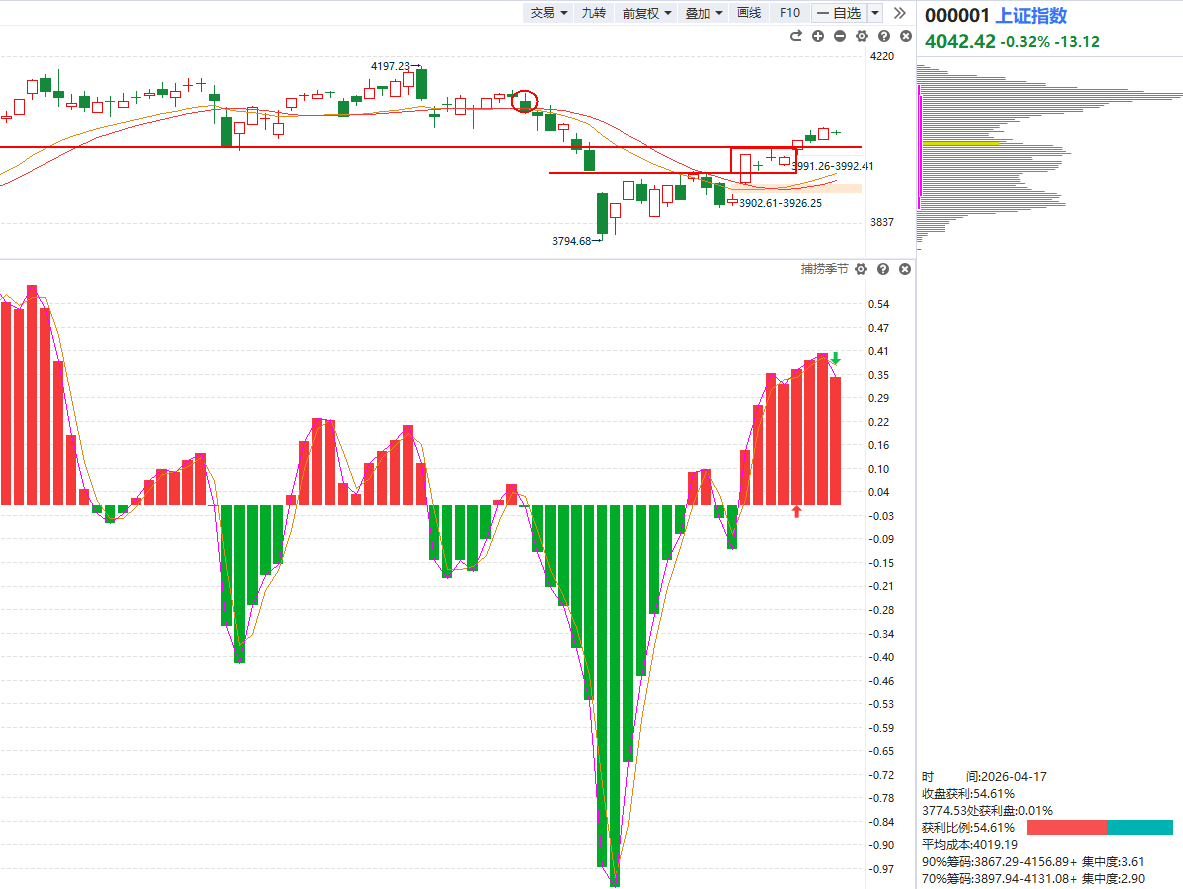 交易 九转 前复权 叠加 画线 F10 一 自选
000001 上证指数
4042.42 -0.32% -13.12
4220
4197.23
3991.26-3992.41
3902.61-3926.25
3837
3794.68
捕捞季节
0.54
0.47
0.41
0.35
0.29
0.22
0.16
0.10
0.04
-0.03
-0.09
-0.15
-0.21
-0.28
-0.34
-0.40
-0.46
-0.53
-0.59
-0.65
-0.72
-0.78
-0.84
-0.90
-0.97
时 间:2026-04-17
收盘获利:54.61%
3774.53处获利盘:0.01%
获利比例:54.61%
平均成本:4019.19
90%筹码:3867.29-4156.89+ 集中度:3.61
70%筹码:3897.94-4131.08+ 集中度:2.90